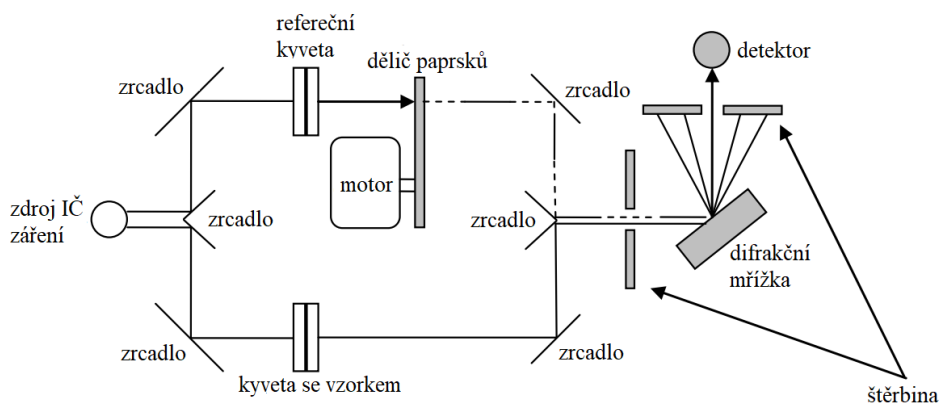 refereční
kyveta
dělič paprsků
detektor
zrcadlo
zrcadlo
motor
zdroj IČ
záření
zrcadlo
zrcadlo
difrakční
mřížka
zrcadlo
zrcadlo
kyveta se vzorkem
štěrbina